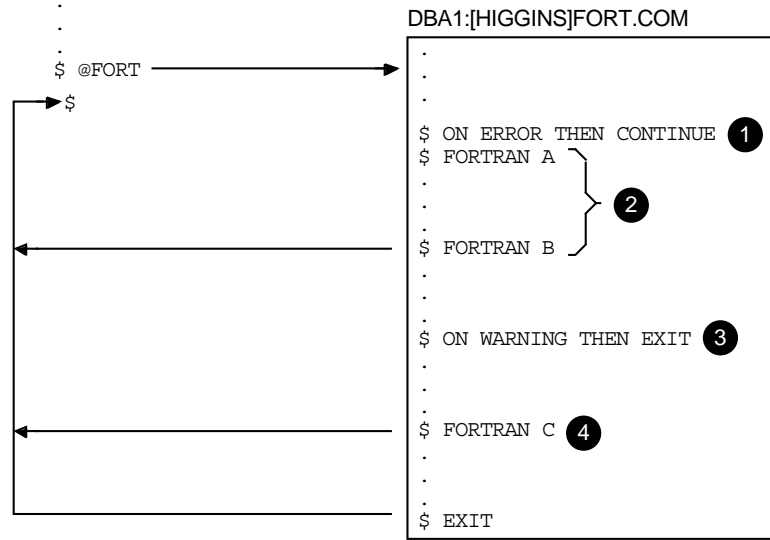 .
.
.
$ @FORT
$
DBA1:[HIGGINS]FORT.COM
.
.
.
$ ON ERROR THEN CONTINUE 1
$ FORTRAN A
.
.
.
2
$ FORTRAN B
.
.
.
$ ON WARNING THEN EXIT 3
.
.
.
$ FORTRAN C 4
.
.
.
$ EXIT